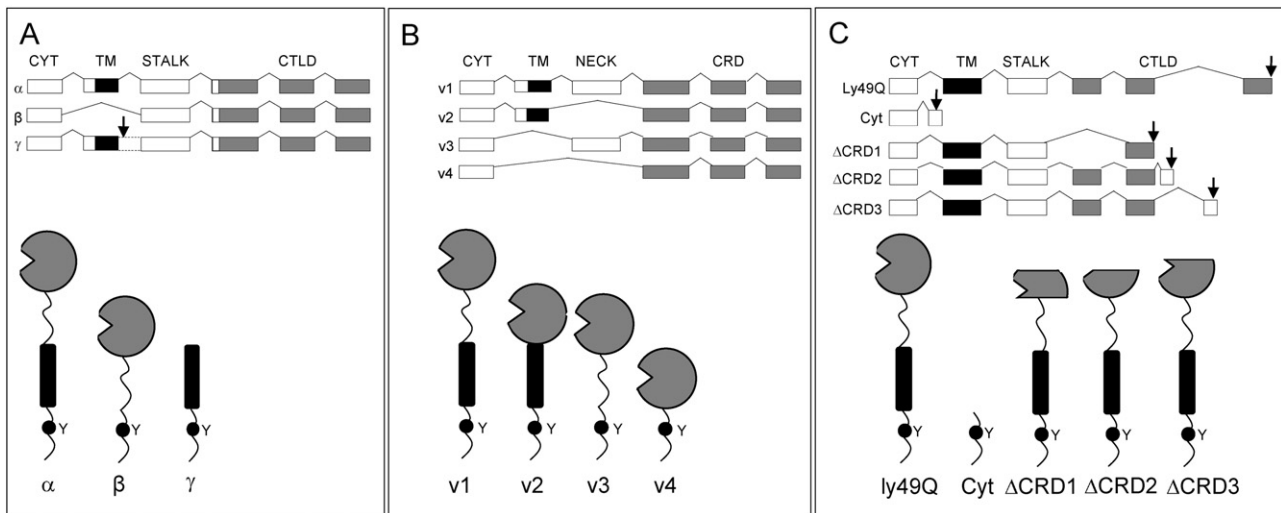 A
CYT TM STALK CTLD
α
β
γ
Y Y Y
α β γ
B
CYT TM NECK CRD
v1
v2
v3
v4
Y Y Y Y
v1 v2 v3 v4
C
CYT TM STALK CTLD
Ly49Q
Cyt
ΔCRD1
ΔCRD2
ΔCRD3
Y Y Y Y Y
ly49Q Cyt ΔCRD1 ΔCRD2 ΔCRD3